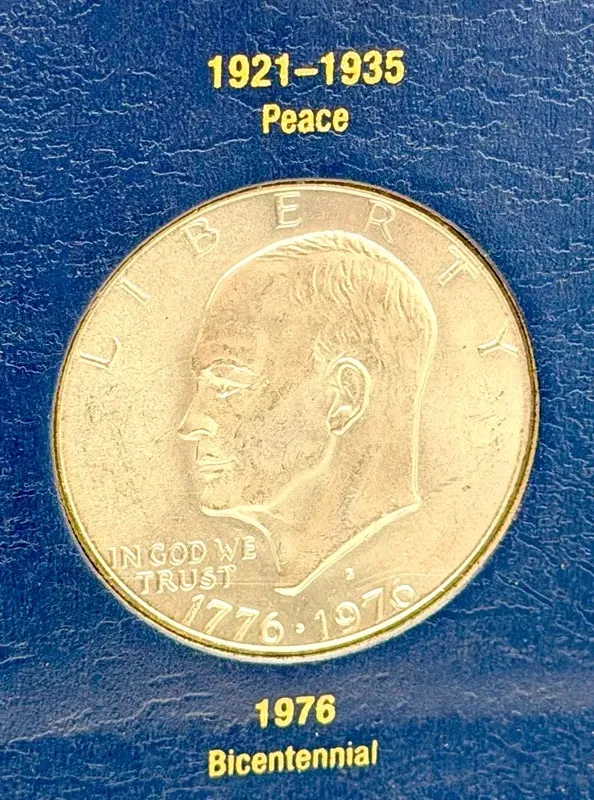 1921–1935
Peace
LIBERTY
IN GOD WE
TRUST
1776 • 1976
1976
Bicentennial